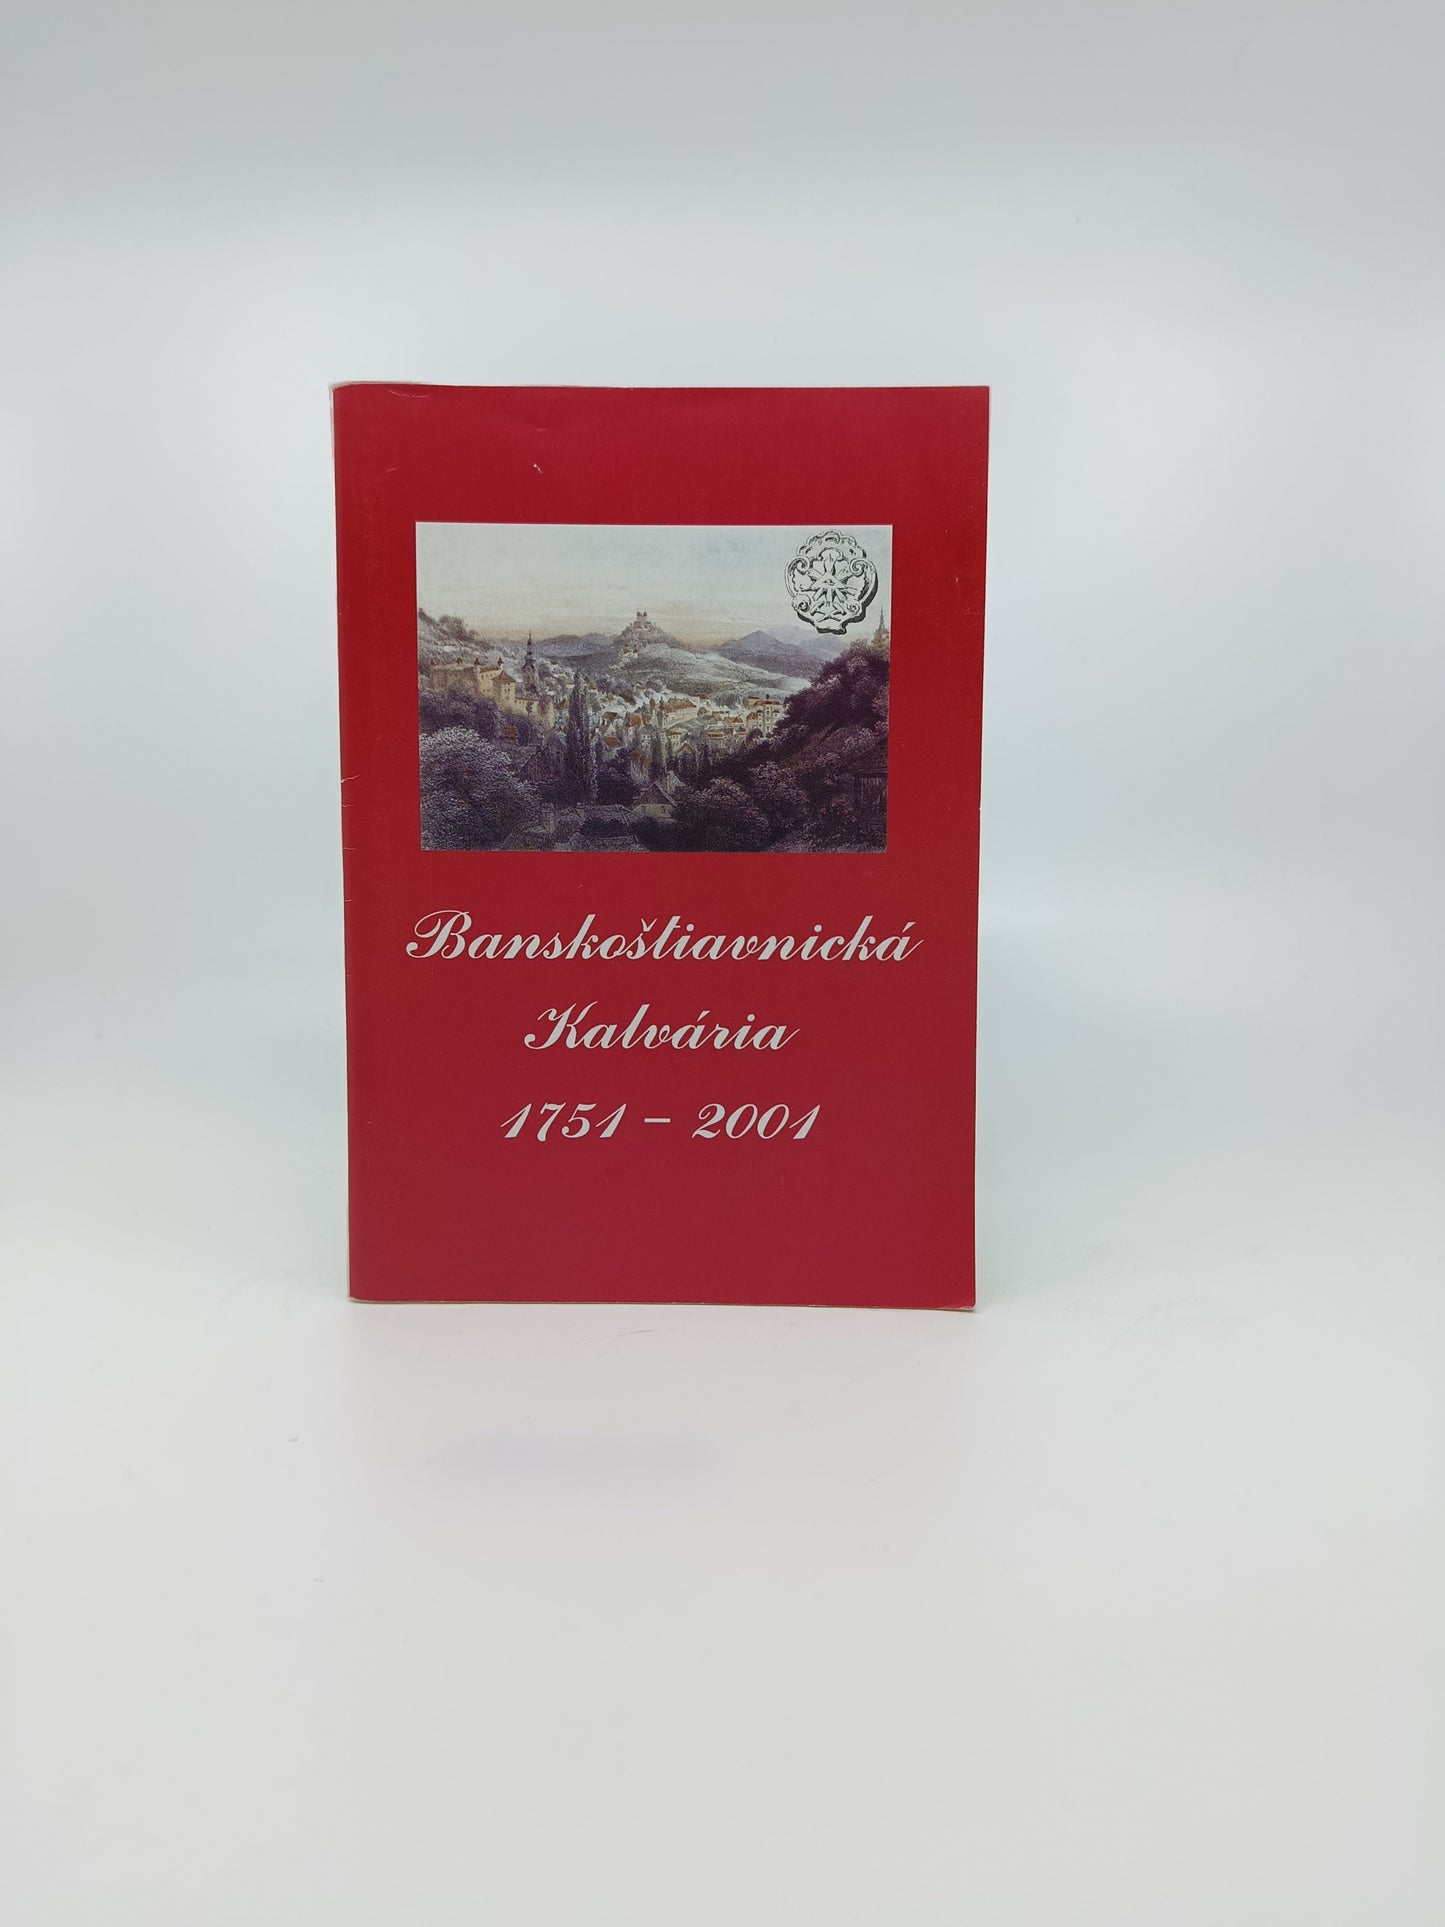 Banskoštiavnická
Kalvária
1751 – 2001